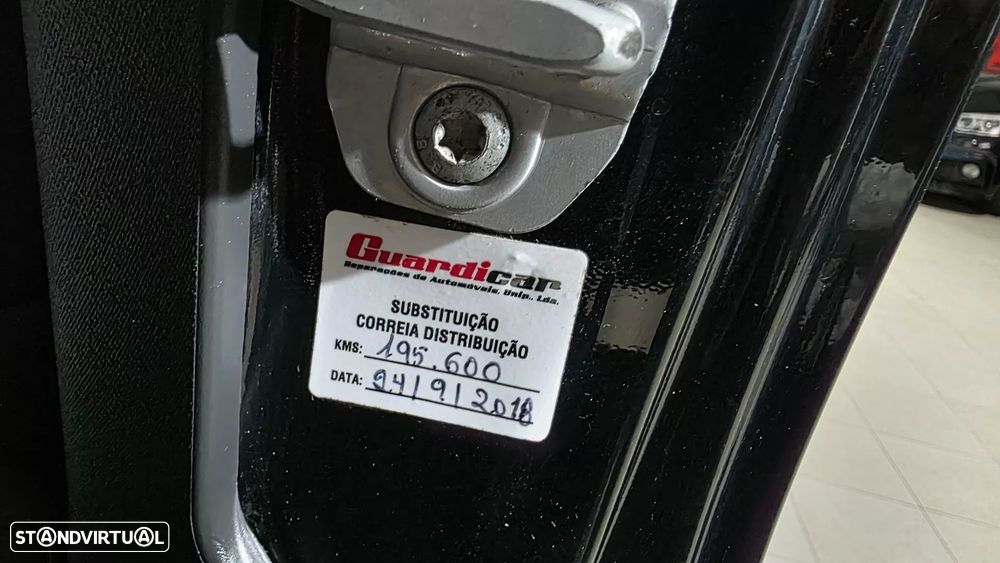 Guardicar
Reparações de Automóveis, Unip., Lda.
SUBSTITUIÇÃO
CORREIA DISTRIBUIÇÃO
KMS: 195.600
DATA: 24/9/2018
STANDVIRTUAL